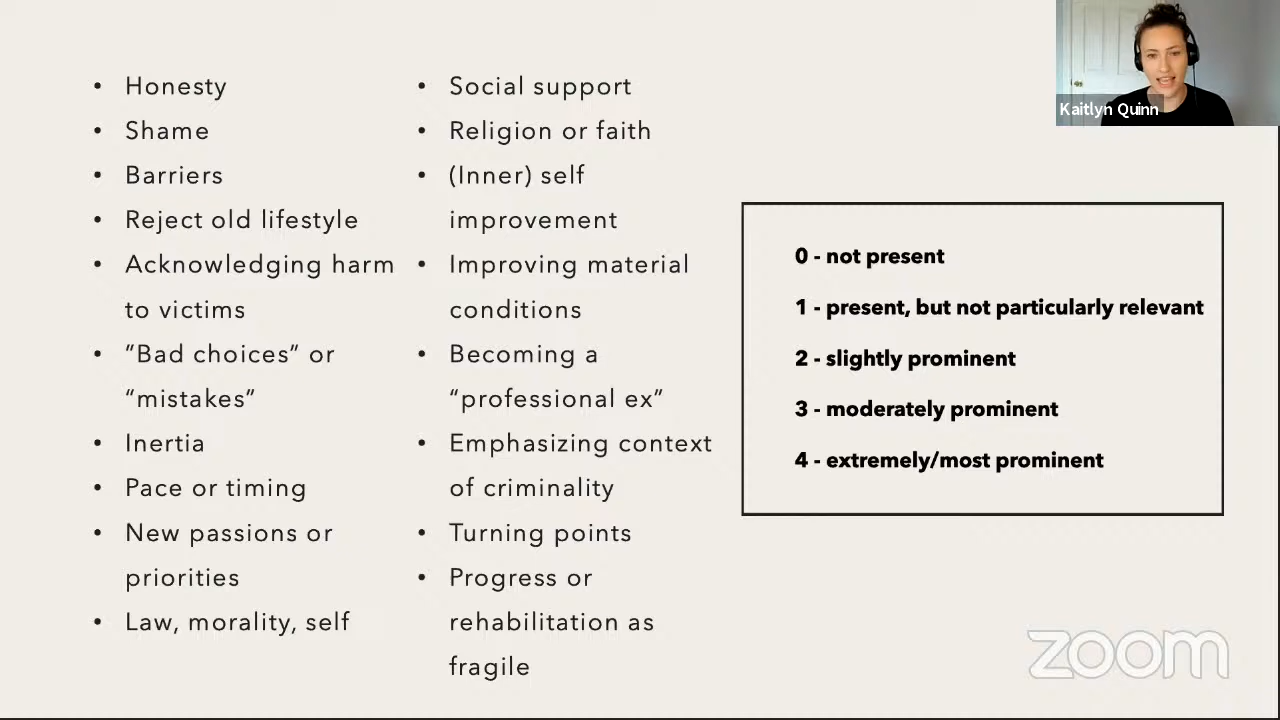 • Honesty
• Shame
• Barriers
• Reject old lifestyle
• Acknowledging harm
to victims
• “Bad choices” or
“mistakes”
• Inertia
• Pace or timing
• New passions or
priorities
• Law, morality, self
• Social support
• Religion or faith
• (Inner) self
improvement
• Improving material
conditions
• Becoming a
“professional ex”
• Emphasizing context
of criminality
• Turning points
• Progress or
rehabilitation as
fragile
0 - not present
1 - present, but not particularly relevant
2 - slightly prominent
3 - moderately prominent
4 - extremely/most prominent
Kaitlyn Quinn
zoom